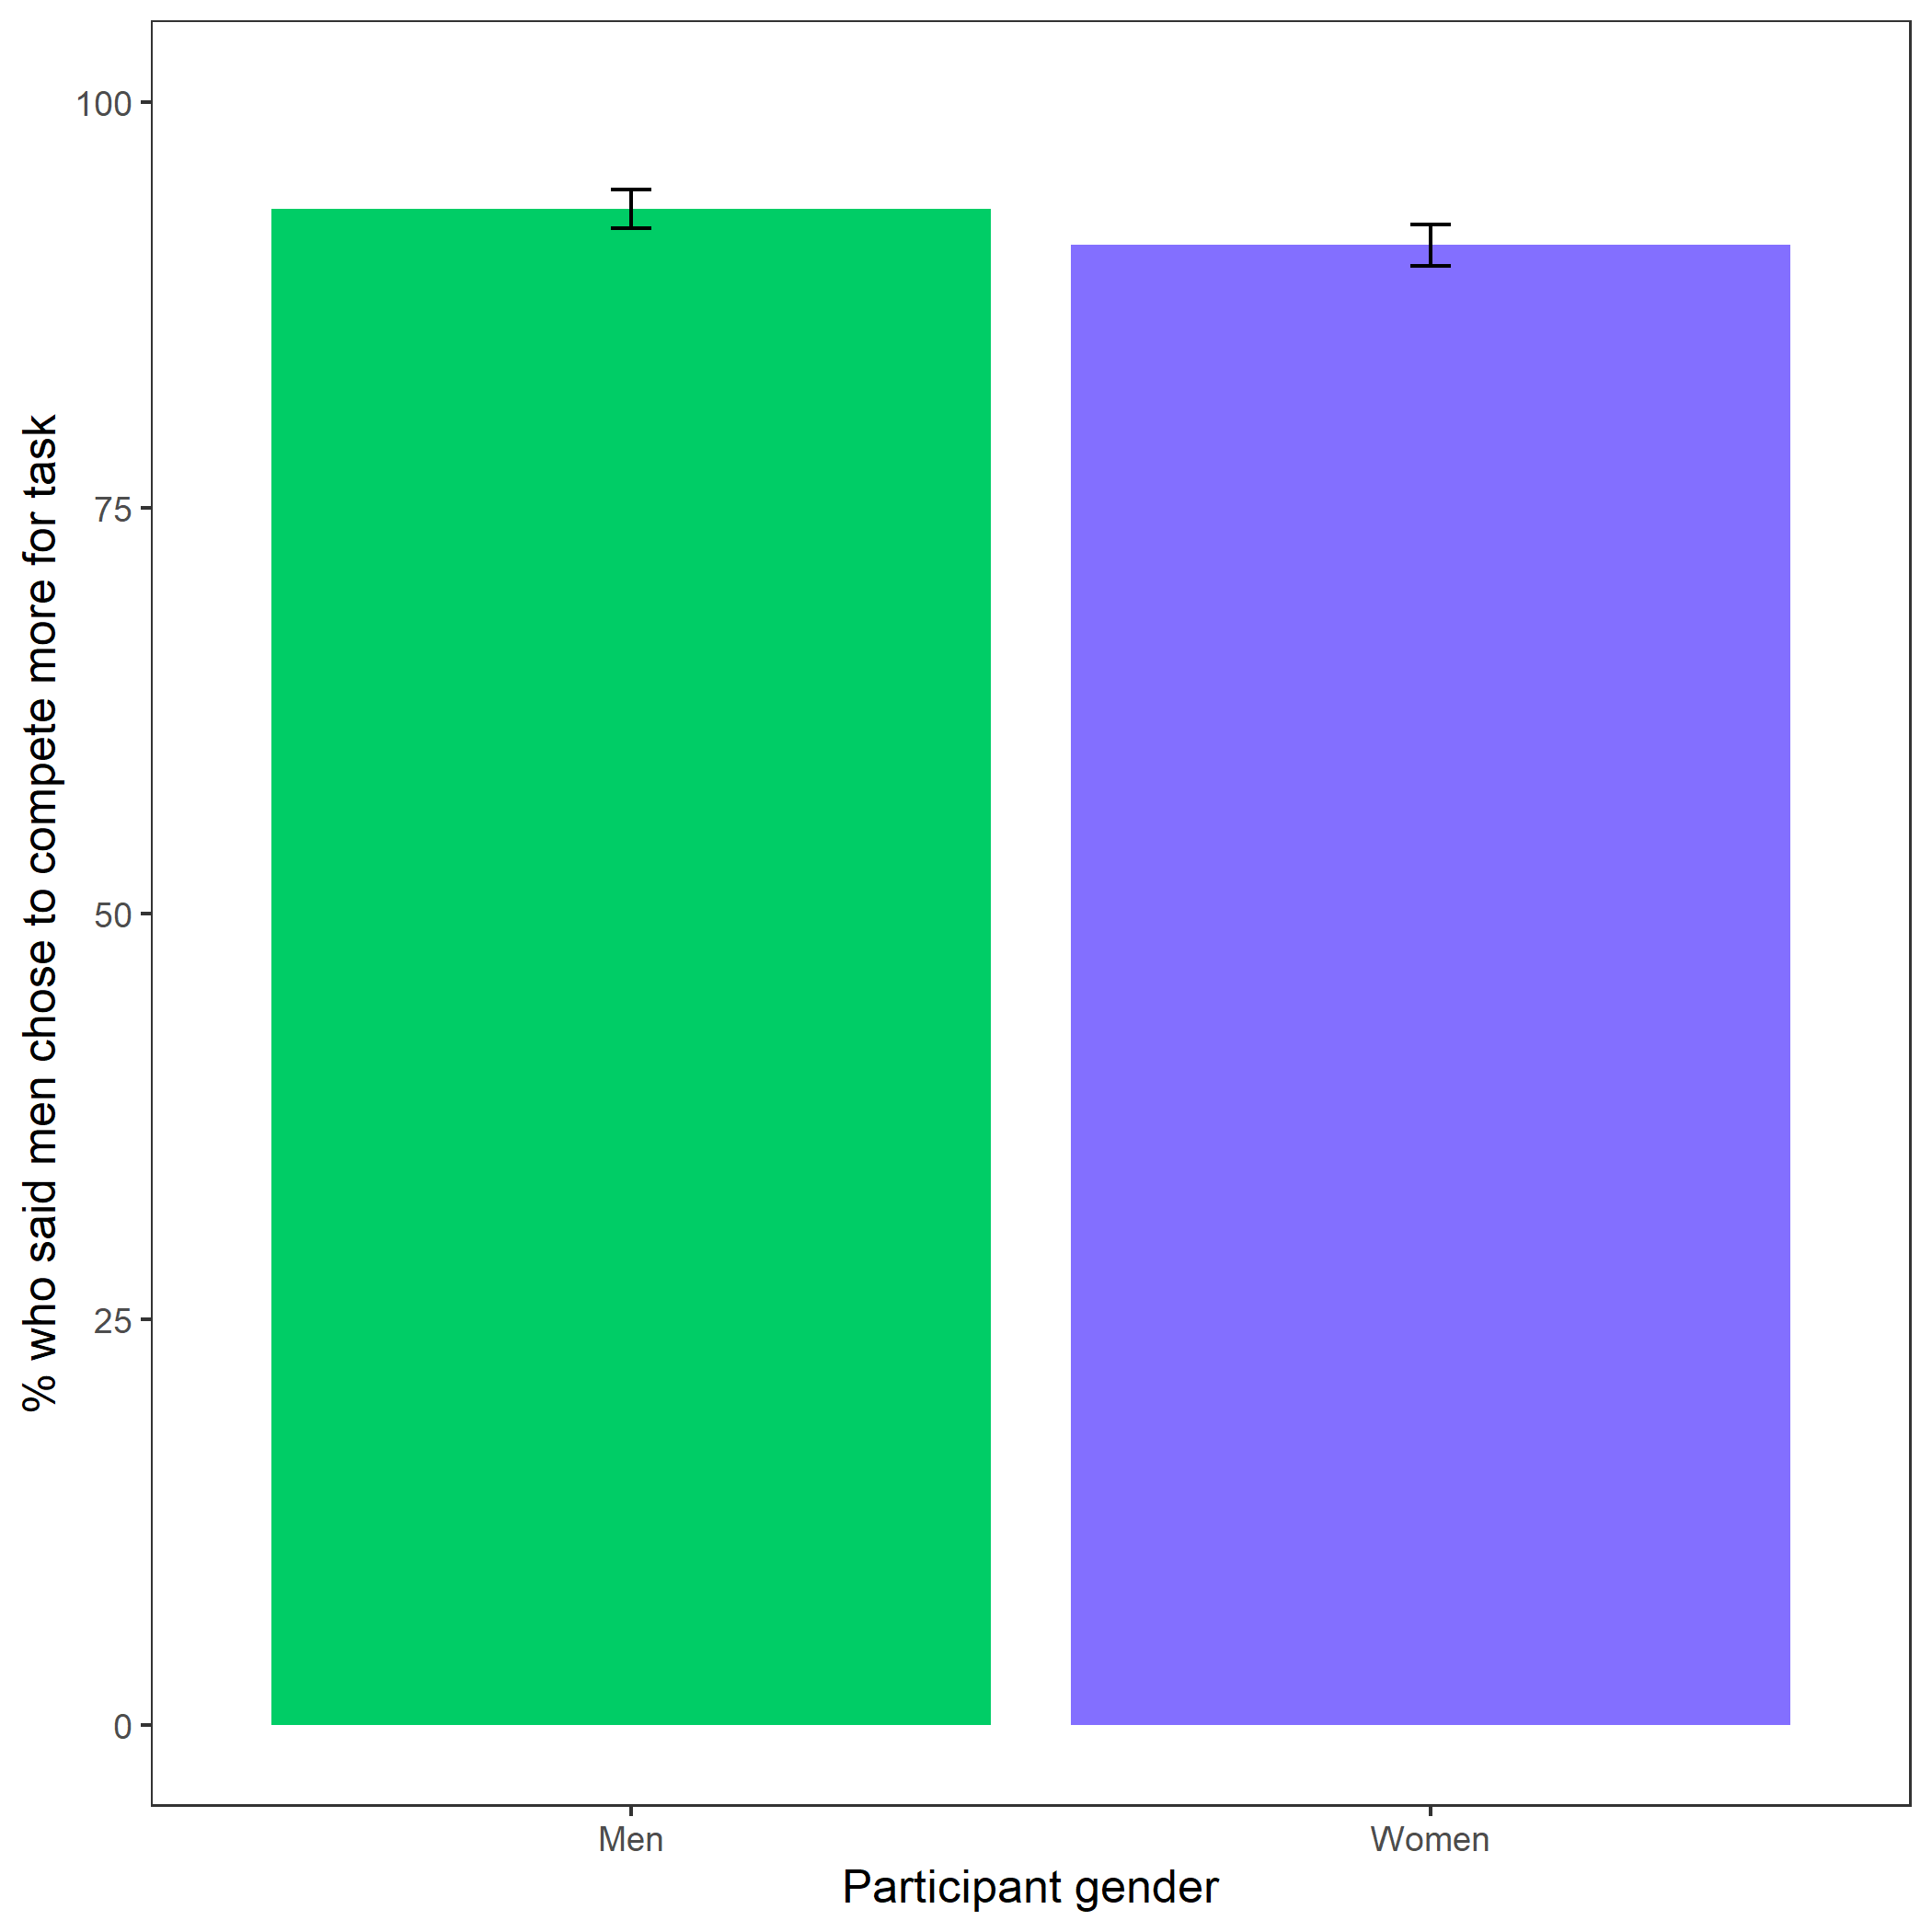 % who said men chose to compete more for task
100
75
50
25
0
Men
Women
Participant gender